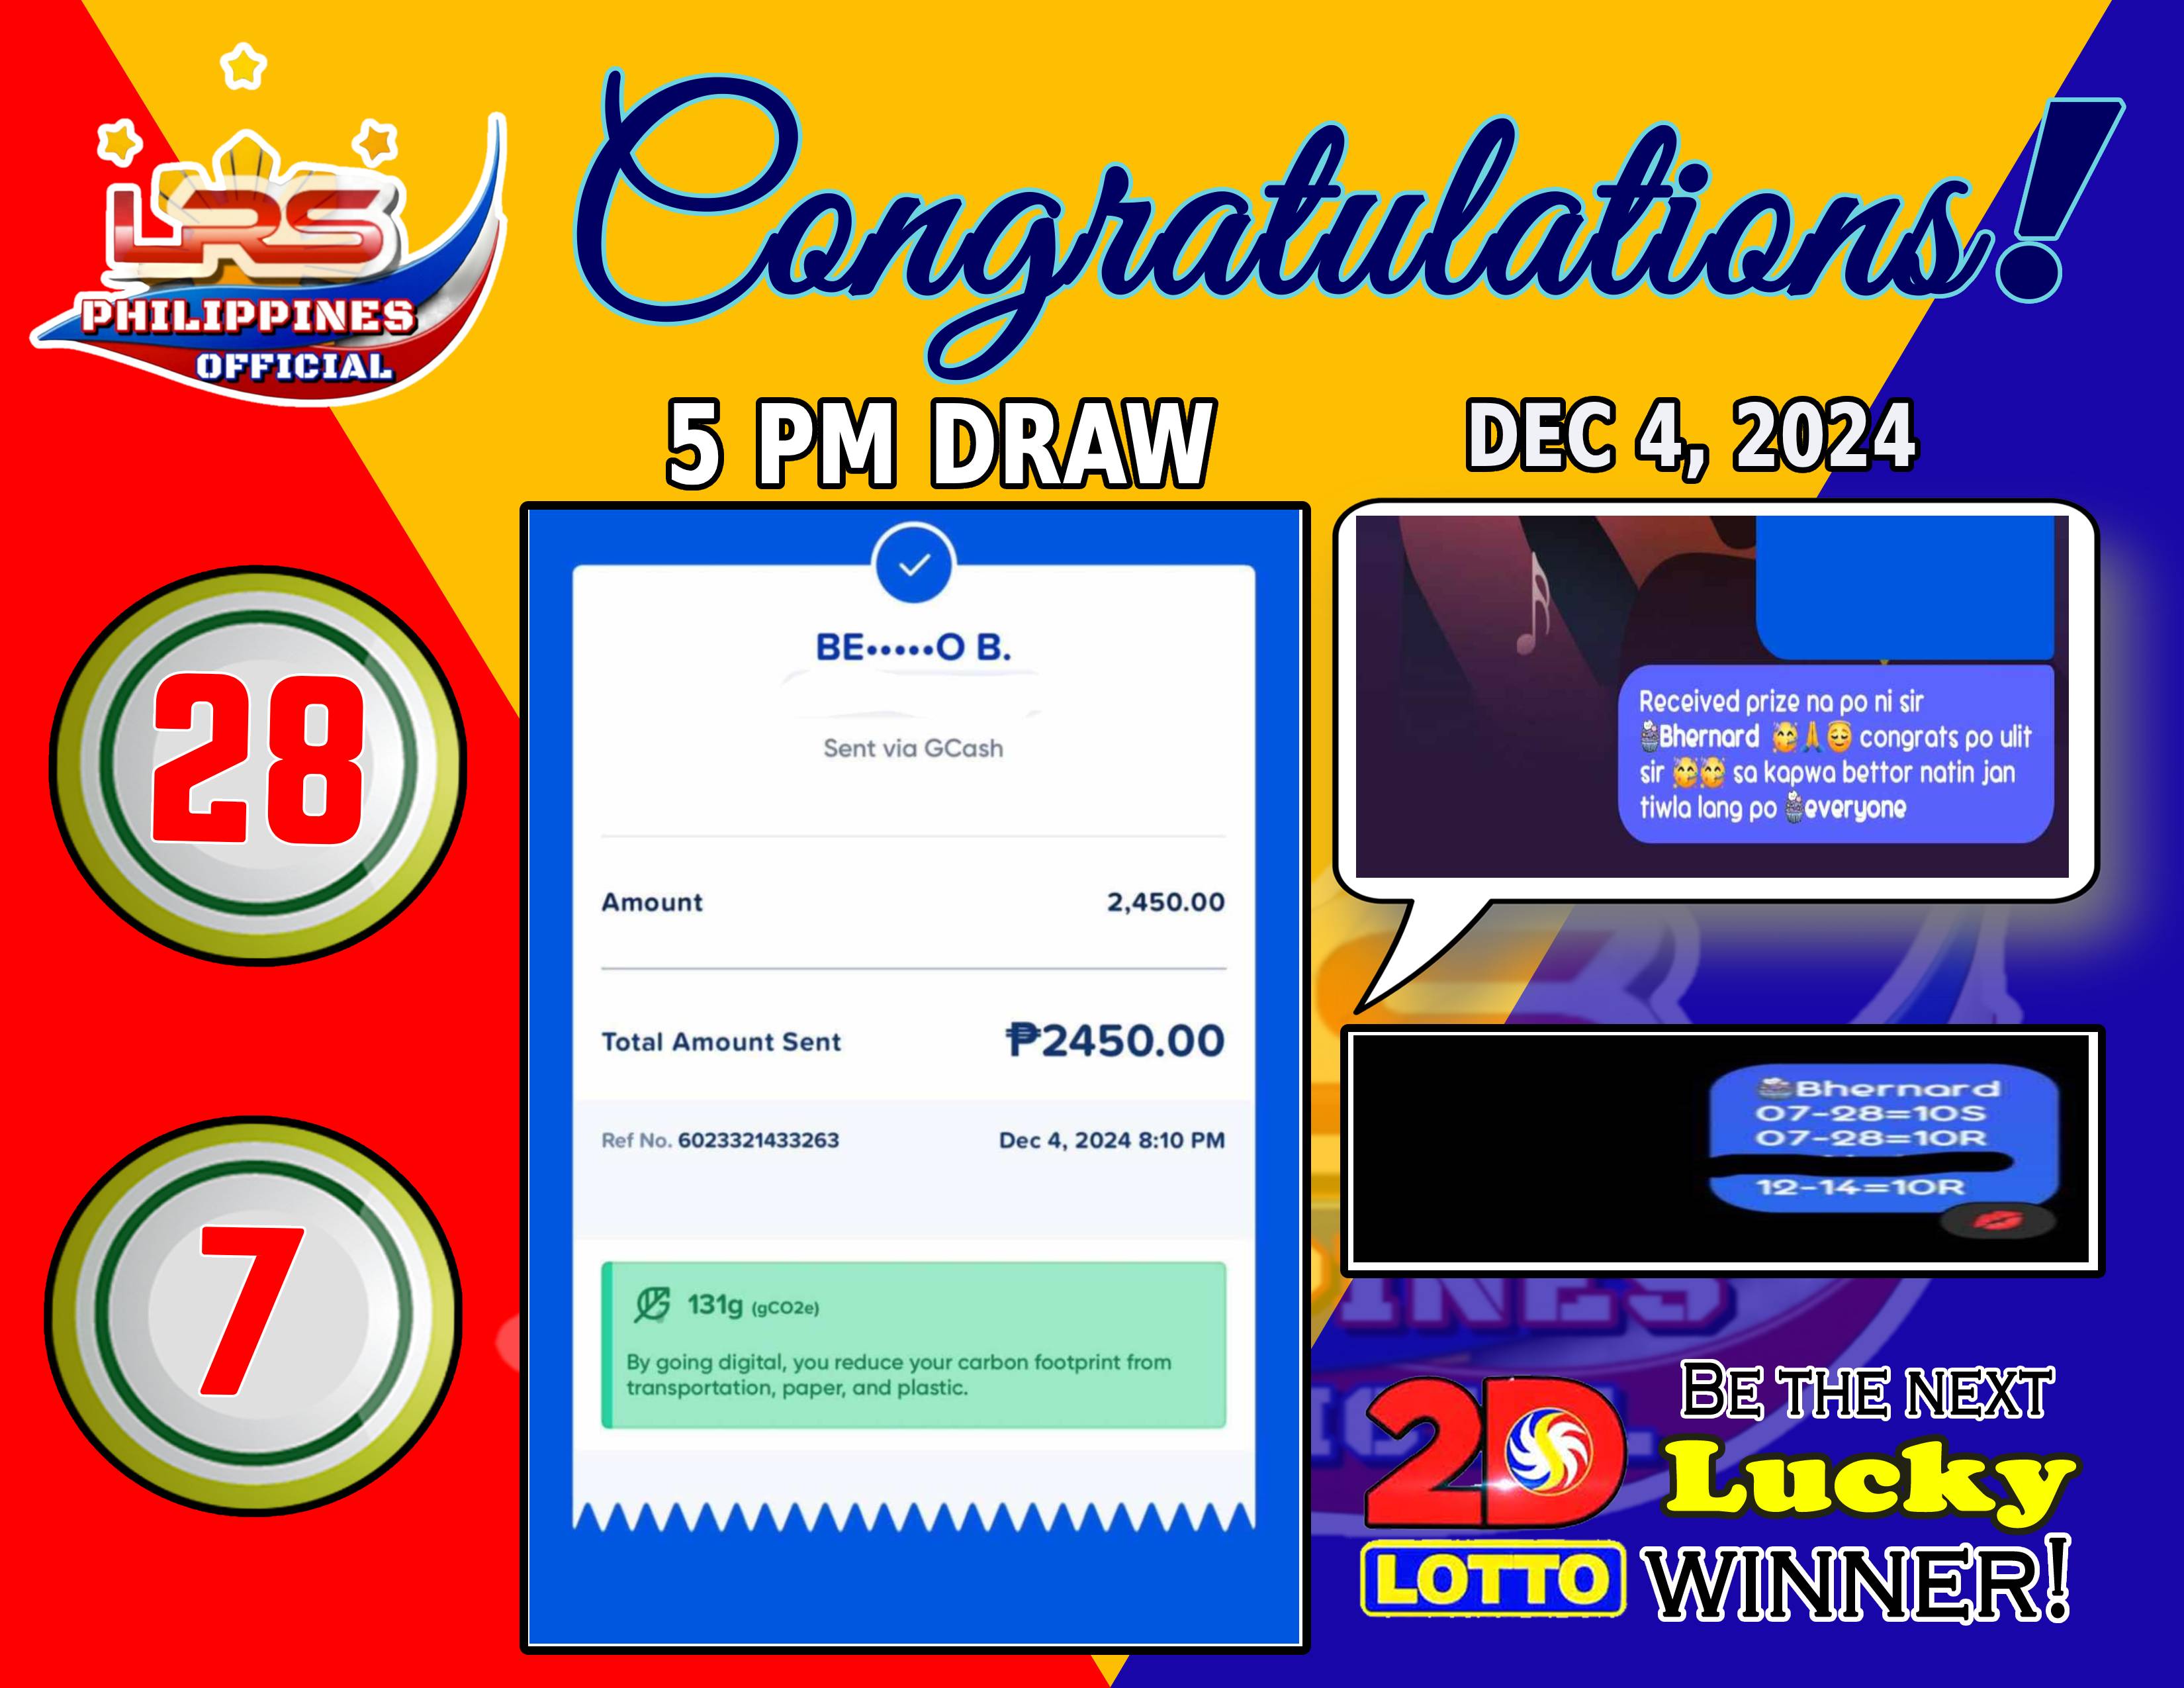 LRS
PHILIPPINES
OFFICIAL
Congratulations!
5 PM DRAW
DEC 4, 2024
28
7
BE•••••O B.
Sent via GCash
Amount 2,450.00
Total Amount Sent ₱2450.00
Ref No. 6023321433263 Dec 4, 2024 8:10 PM
131g (gCO2e)
By going digital, you reduce your carbon footprint from
transportation, paper, and plastic.
Received prize na po ni sir
🧁Bhernard 🥳🙏😇 congrats po ulit
sir 🥳🥳 sa kapwa bettor natin jan
tiwla lang po 🧁everyone
🧁Bhernard
07-28=10S
07-28=10R
12-14=10R
2D
LOTTO
BE THE NEXT
Lucky
WINNER!